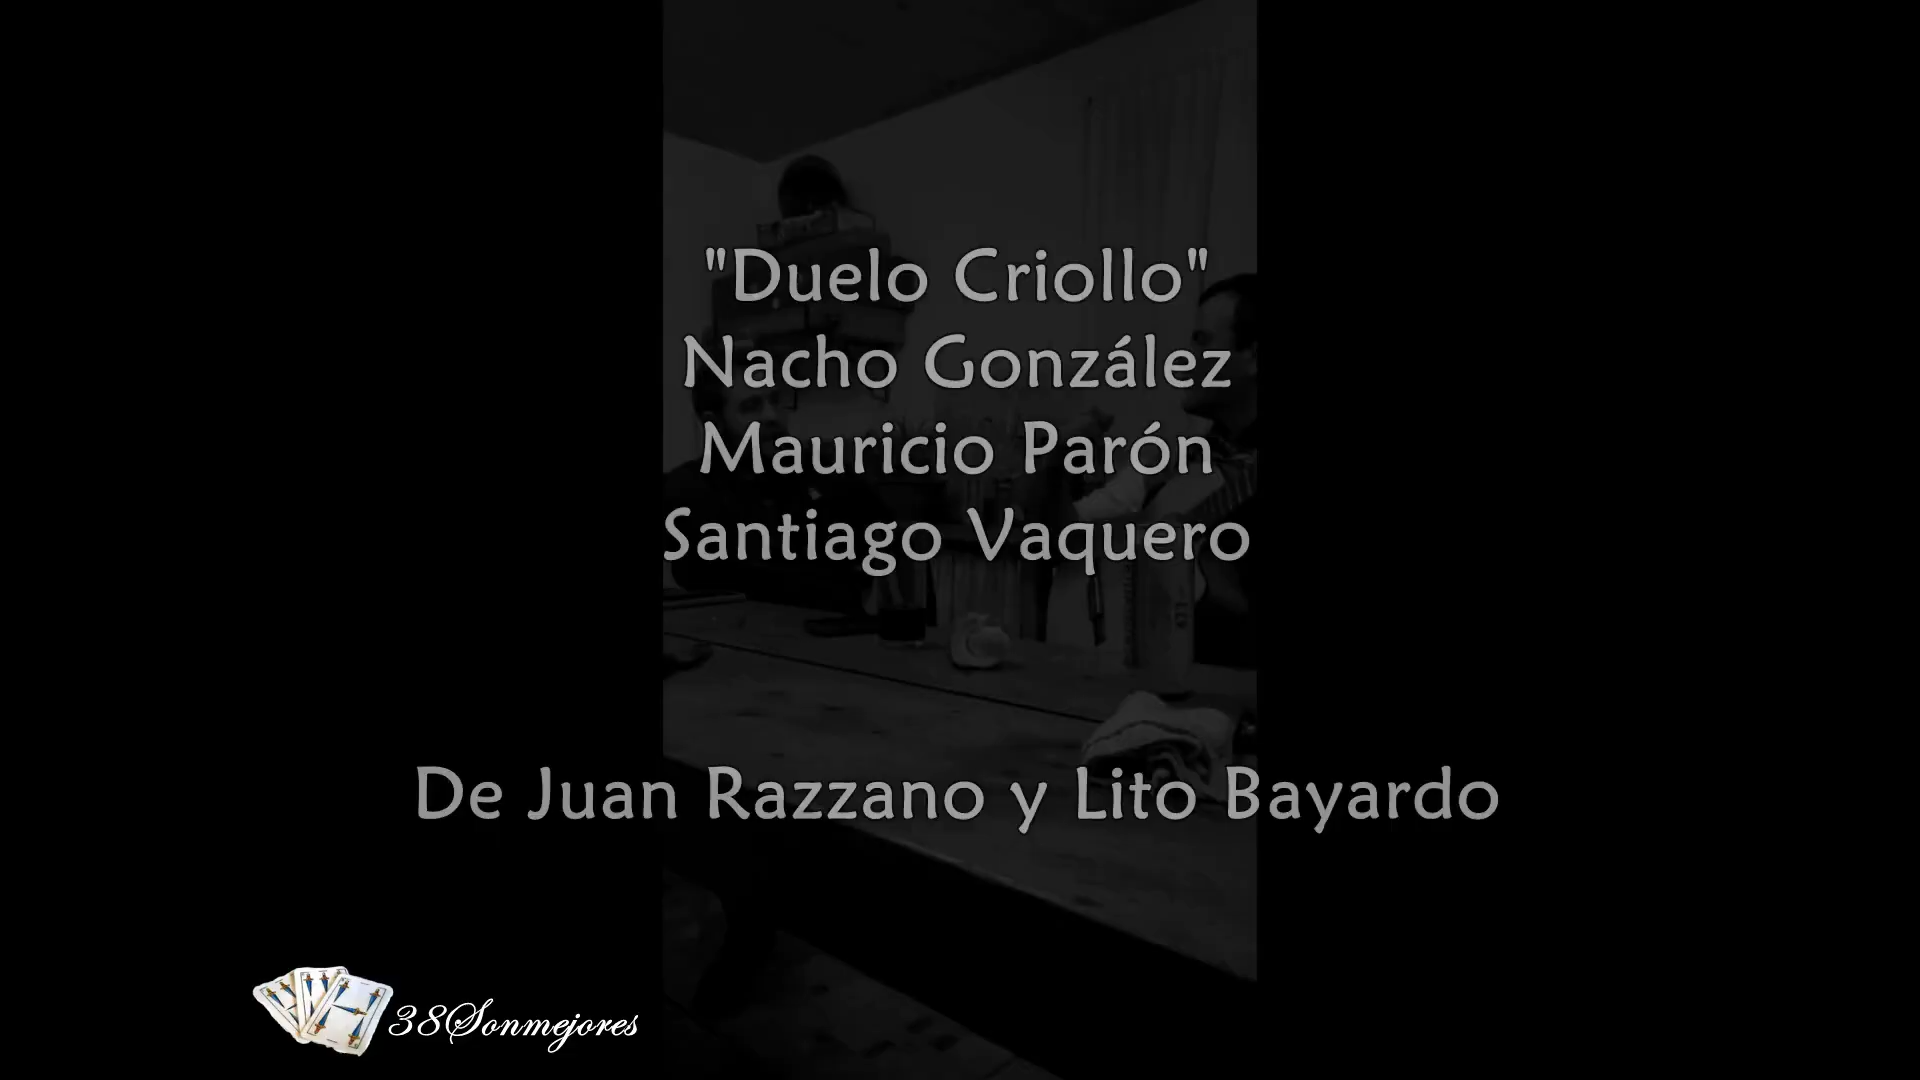 "Duelo Criollo"
Nacho González
Mauricio Parón
Santiago Vaquero
De Juan Razzano y Lito Bayardo
38Sonmejores